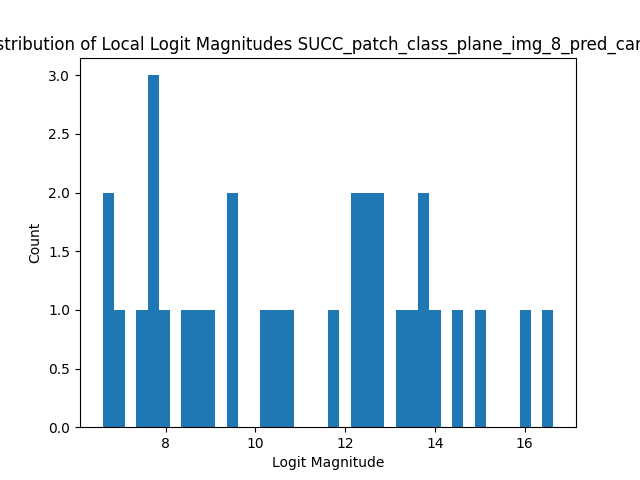 stribution of Local Logit Magnitudes SUCC_patch_class_plane_img_8_pred_car
3.0
2.5
2.0
1.5
1.0
0.5
0.0
Count
8 10 12 14 16
Logit Magnitude